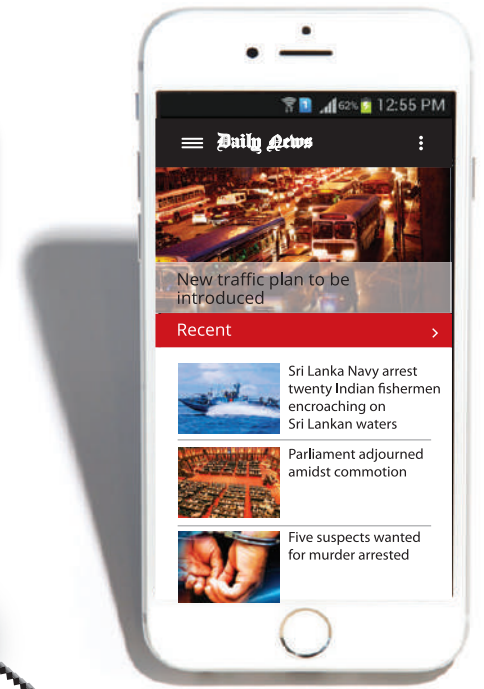 1 62% 12:55 PM
Daily News
New traffic plan to be
introduced
Recent
Sri Lanka Navy arrest
twenty Indian fishermen
encroaching on
Sri Lankan waters
Parliament adjourned
amidst commotion
Five suspects wanted
for murder arrested